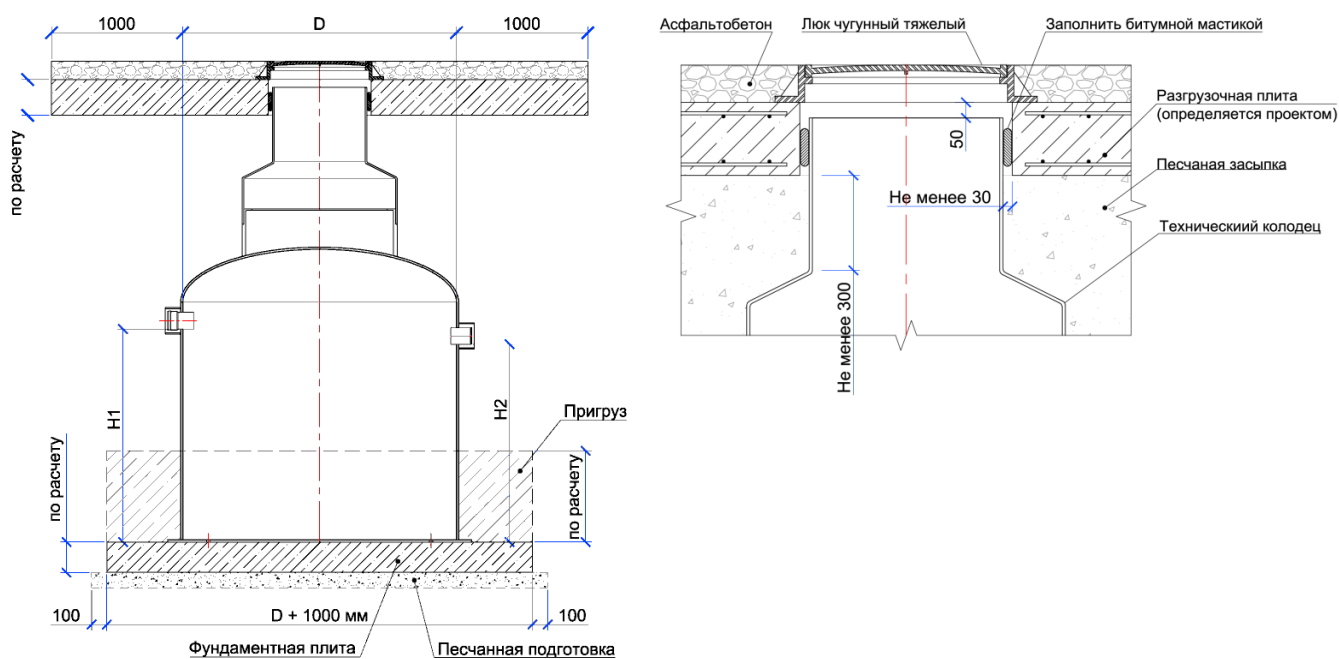 1000
D
1000
по расчету
H1
H2
Пригруз
по расчету
по расчету
100
D + 1000 мм
100
Фундаментная плита
Песчанная подготовка
Асфальтобетон
Люк чугунный тяжелый
Заполнить битумной мастикой
Разгрузочная плита
(определяется проектом)
50
Песчаная засыпка
Не менее 30
Техническиий колодец
Не менее 300